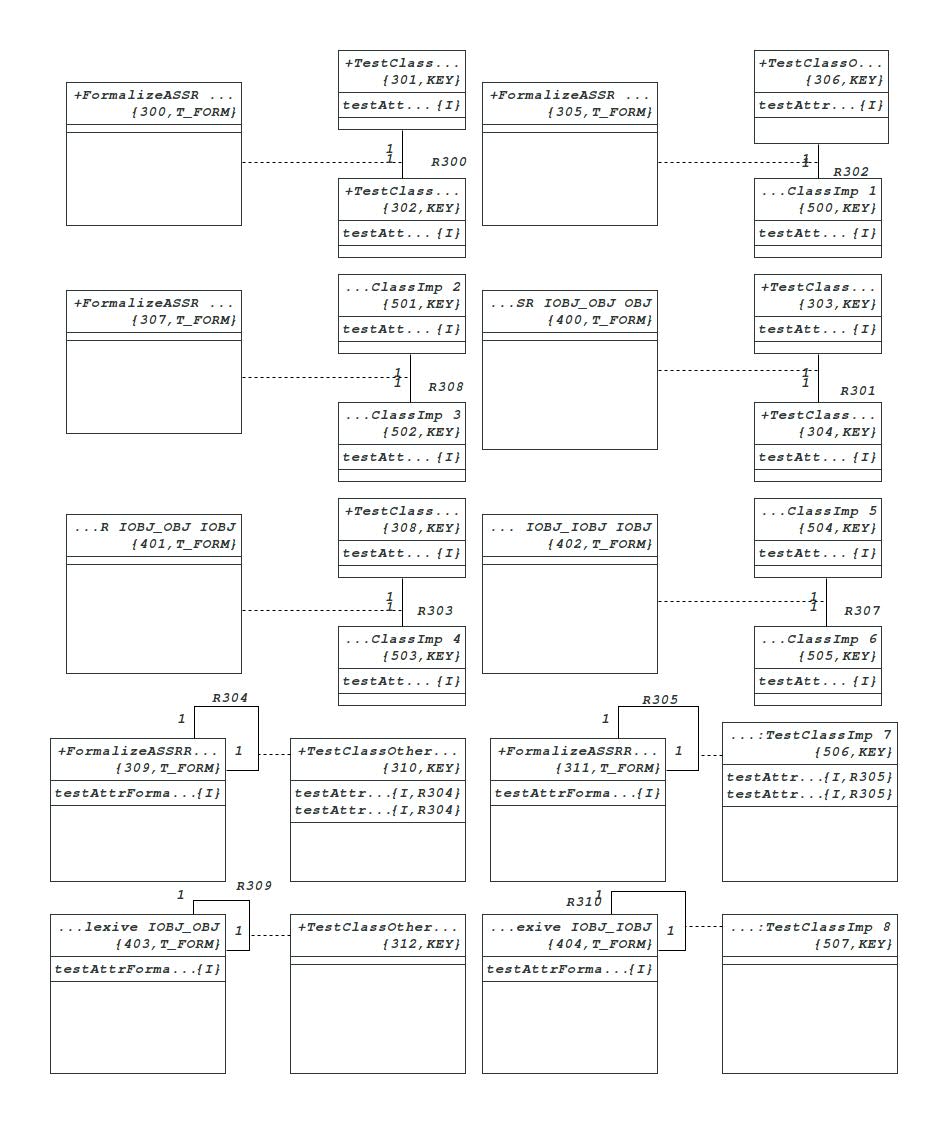 +TestClass...
{301,KEY}
testAtt...{I}
+TestClassO...
{306,KEY}
testAttr...{I}
+FormalizeASSR ...
{300,T_FORM}
+FormalizeASSR ...
{305,T_FORM}
1
1
R300
1
1
R302
+TestClass...
{302,KEY}
testAtt...{I}
...ClassImp 1
{500,KEY}
testAtt...{I}
...ClassImp 2
{501,KEY}
testAtt...{I}
+TestClass...
{303,KEY}
testAtt...{I}
+FormalizeASSR ...
{307,T_FORM}
...SR IOBJ_OBJ OBJ
{400,T_FORM}
1
1
R308
1
1
R301
...ClassImp 3
{502,KEY}
testAtt...{I}
+TestClass...
{304,KEY}
testAtt...{I}
+TestClass...
{308,KEY}
testAtt...{I}
...ClassImp 5
{504,KEY}
testAtt...{I}
...R IOBJ_OBJ IOBJ
{401,T_FORM}
... IOBJ_IOBJ IOBJ
{402,T_FORM}
1
1
R303
1
1
R307
...ClassImp 4
{503,KEY}
testAtt...{I}
...ClassImp 6
{505,KEY}
testAtt...{I}
R304
1
1
R305
1
1
+FormalizeASSRR...
{309,T_FORM}
testAttrForma...{I}
+TestClassOther...
{310,KEY}
testAttr...{I,R304}
testAttr...{I,R304}
+FormalizeASSRR...
{311,T_FORM}
testAttrForma...{I}
...:TestClassImp 7
{506,KEY}
testAttr...{I,R305}
testAttr...{I,R305}
R309
1
1
R310
1
1
...lexive IOBJ_OBJ
{403,T_FORM}
testAttrForma...{I}
+TestClassOther...
{312,KEY}
...exive IOBJ_IOBJ
{404,T_FORM}
testAttrForma...{I}
...:TestClassImp 8
{507,KEY}